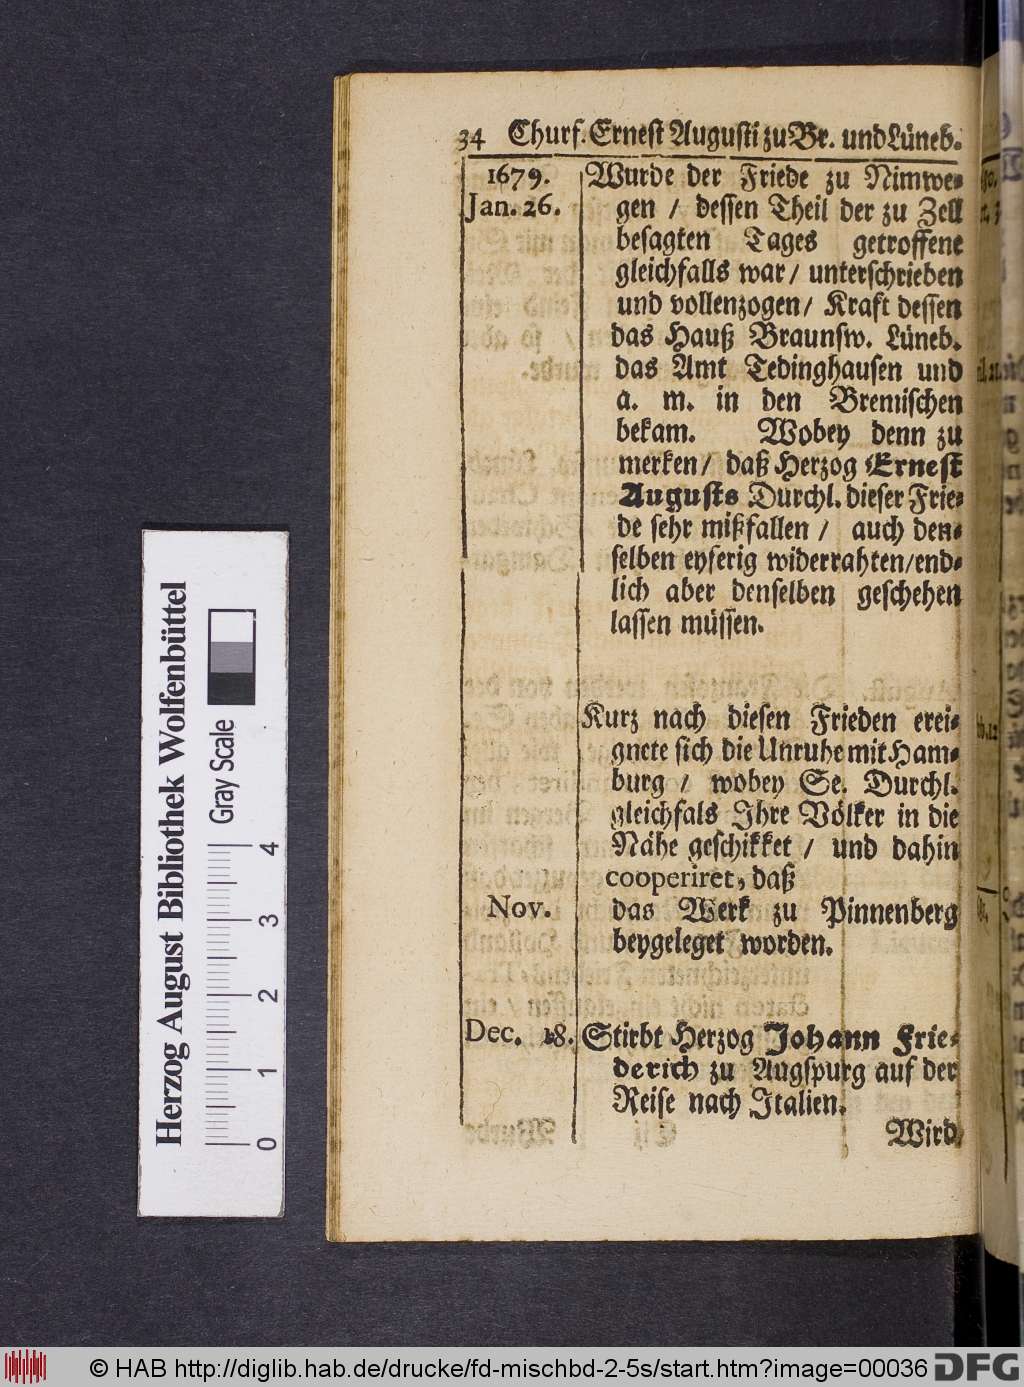 34 Churf. Ernest Augusti zu Br. und Lüneb.
1679. Wurde der Friede zu Nimwe-
Jan. 26. gen / dessen Theil der zu Zell
besagten Tages getroffene
gleichfalls war / unterschrieben
und vollenzogen / Kraft dessen
das Hauß Braunsw. Lüneb.
das Amt Tedinghausen und
a. m. in den Bremischen
bekam. Wobey denn zu
merken / daß Herzog Ernest
Augusts Durchl. dieser Frie-
de sehr mißfallen / auch den-
selben eyferig widerrahten / end-
lich aber denselben geschehen
lassen müssen.
Kurz nach diesen Frieden erei-
gnete sich die Unruhe mit Ham-
burg / wobey Se. Durchl.
gleichfals Ihre Völker in die
Nähe geschikket / und dahin
cooperiret, daß
Nov. das Werk zu Pinnenberg
beygeleget worden.
Dec. 18. Stirbt Herzog Johann Frie-
derich zu Augspurg auf der
Reise nach Italien.
Wird
Herzog August Bibliothek Wolfenbüttel
Gray Scale
0 1 2 3 4
© HAB http://diglib.hab.de/drucke/fd-mischbd-2-5s/start.htm?image=00036 DFG